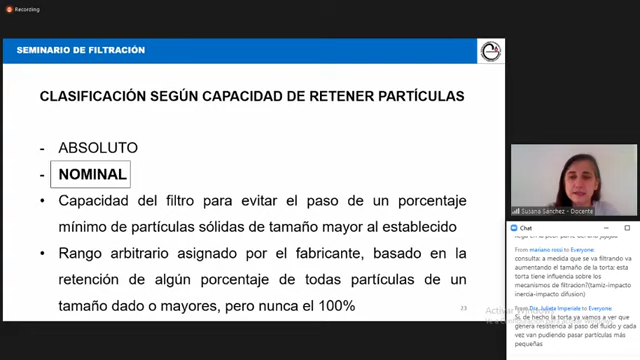 Recording
SEMINARIO DE FILTRACIÓN
CLASIFICACIÓN SEGÚN CAPACIDAD DE RETENER PARTÍCULAS
- ABSOLUTO
- NOMINAL
• Capacidad del filtro para evitar el paso de un porcentaje
mínimo de partículas sólidas de tamaño mayor al establecido
• Rango arbitrario asignado por el fabricante, basado en la
retención de algún porcentaje de todas partículas de un
tamaño dado o mayores, pero nunca el 100%
23
Susana Sánchez - Docente
Chat
From mariano rossi to Everyone:
consulta: a medida que se va filtrando va
aumentando el tamaño de la torta: esta
torta tiene influencia sobre los
mecanismos de filtracion?(tamiz-impacto
inercia-impacto difusion)
From Dra. Julieta Imperiale to Everyone:
Si, de hecho la torta ya vamos a ver que
genera resistencia al paso del fluido y cada
vez van pudiendo pasar partículas más
pequeñas